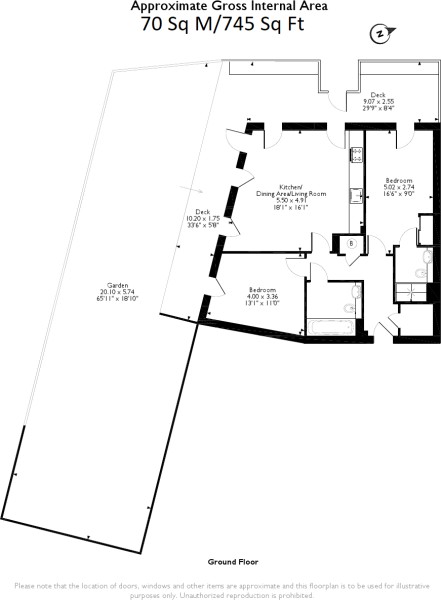 Approximate Gross Internal Area
70 Sq M/745 Sq Ft
Z
Deck
9.07 x 2.55
29'9" x 8'4"
Kitchen/
Dining Area/Living Room
5.50 x 4.91
18'1" x 16'1"
Bedroom
5.02 x 2.74
16'6" x 9'0"
Deck
10.20 x 1.75
33'6" x 5'8"
B
Garden
20.10 x 5.74
65'11" x 18'10"
Bedroom
4.00 x 3.36
13'1" x 11'0"
Ground Floor
Please note that the location of doors, windows and other items are approximate and this floorplan is to be used for illustrative
purposes only. Unauthorized reproduction is prohibited.